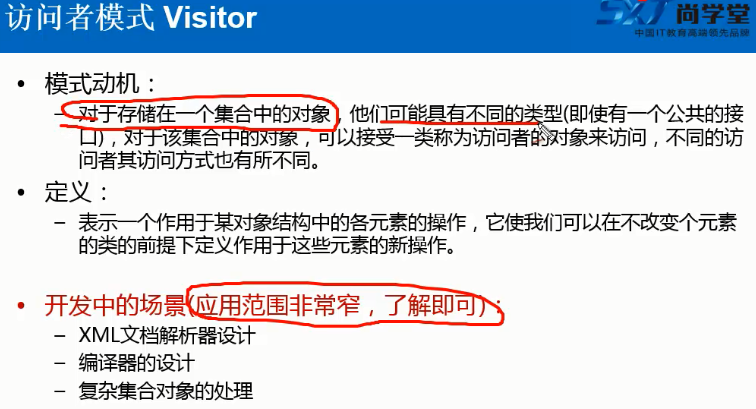 访问者模式 Visitor
SXT 尚学堂
中国IT教育高端领先品牌
• 模式动机：
– 对于存储在一个集合中的对象，他们可能具有不同的类型(即使有一个公共的接
口)，对于该集合中的对象，可以接受一类称为访问者的对象来访问，不同的访
问者其访问方式也有所不同。
• 定义：
– 表示一个作用于某对象结构中的各元素的操作，它使我们可以在不改变个元素
的类的前提下定义作用于这些元素的新操作。
• 开发中的场景(应用范围非常窄，了解即可)：
– XML文档解析器设计
– 编译器的设计
– 复杂集合对象的处理